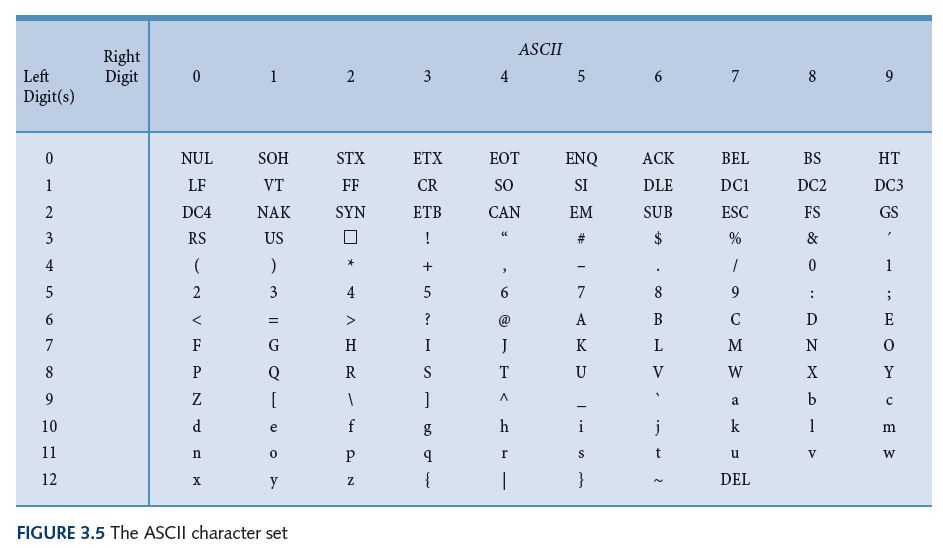 ASCII
Right
Left Digit 0 1 2 3 4 5 6 7 8 9
Digit(s)
0 NUL SOH STX ETX EOT ENQ ACK BEL BS HT
1 LF VT FF CR SO SI DLE DC1 DC2 DC3
2 DC4 NAK SYN ETB CAN EM SUB ESC FS GS
3 RS US □ ! “ # $ % & ´
4 ( ) * + , – . / 0 1
5 2 3 4 5 6 7 8 9 : ;
6 < = > ? @ A B C D E
7 F G H I J K L M N O
8 P Q R S T U V W X Y
9 Z [ \ ] ^ _ ` a b c
10 d e f g h i j k l m
11 n o p q r s t u v w
12 x y z { | } ~ DEL
FIGURE 3.5 The ASCII character set